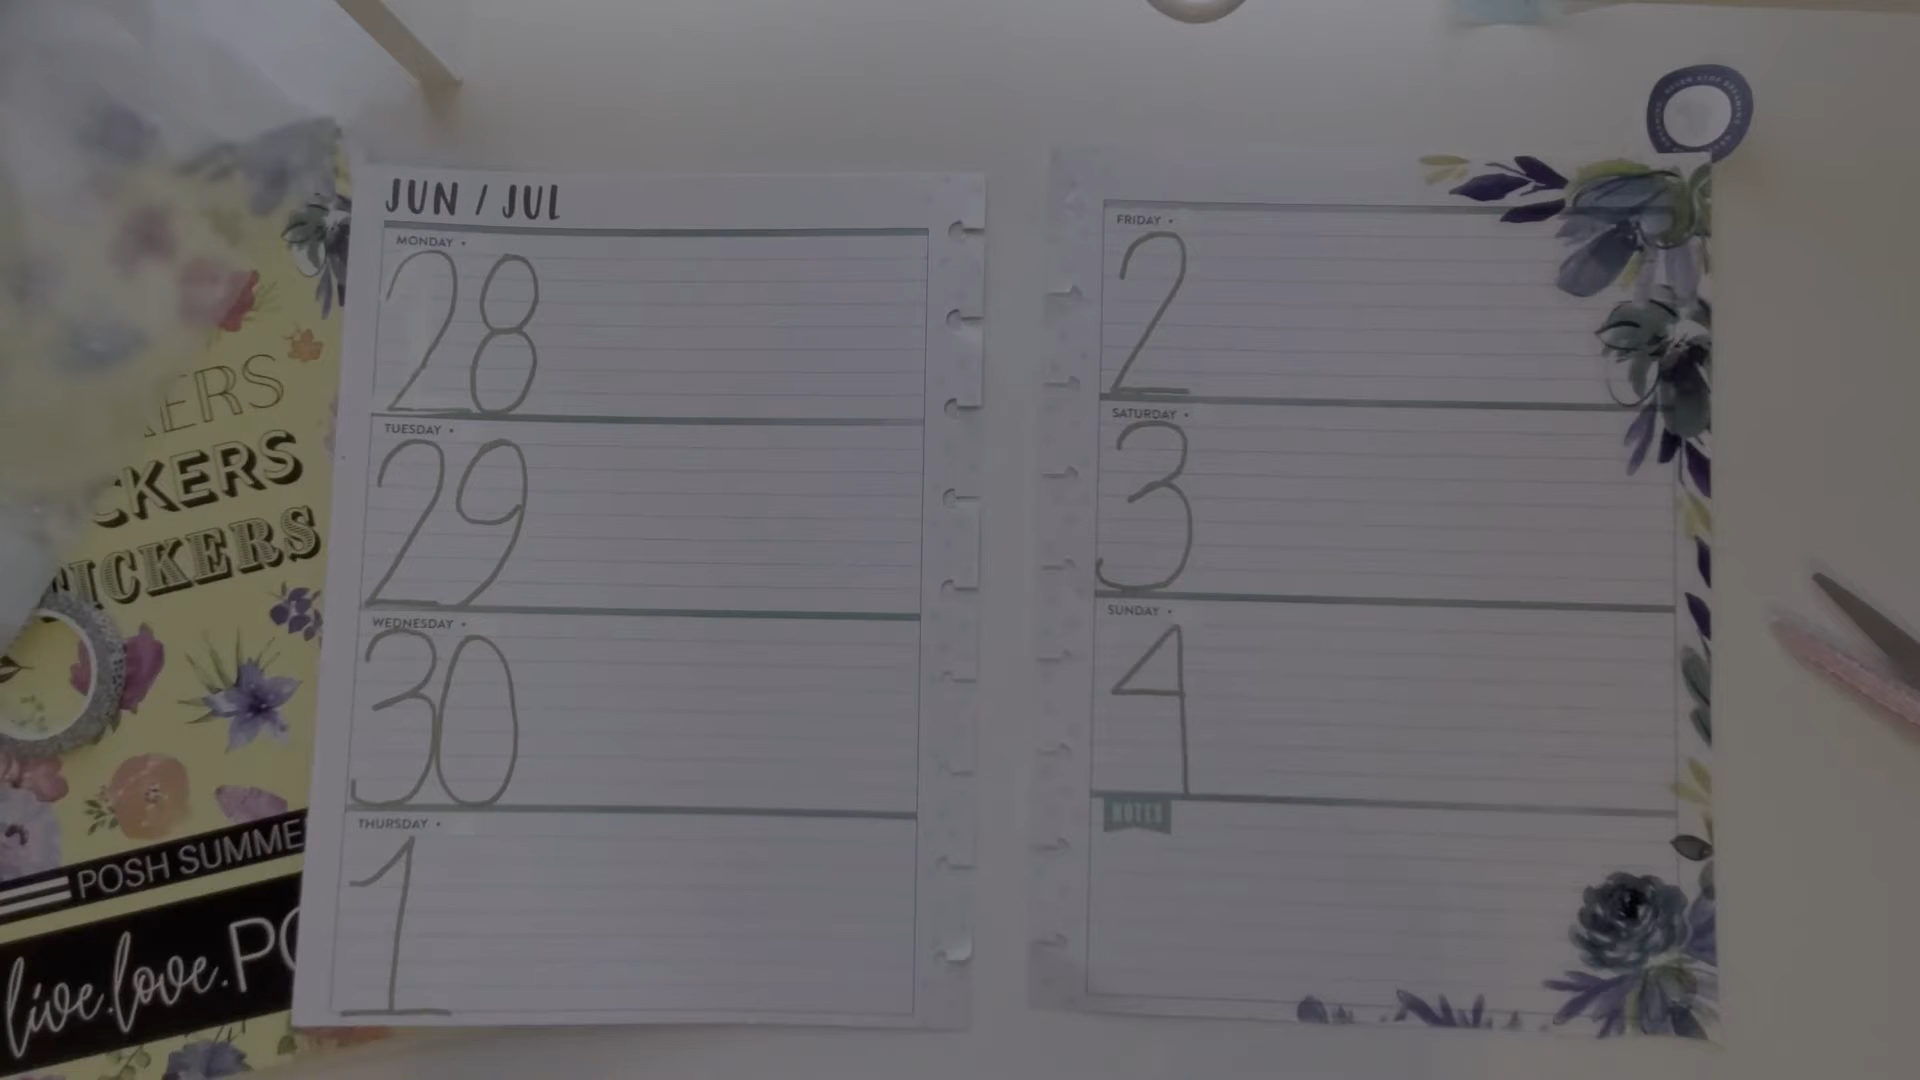 JUN / JUL
MONDAY •
28
TUESDAY •
29
WEDNESDAY •
30
THURSDAY •
1
FRIDAY •
2
SATURDAY •
3
SUNDAY •
4
NOTES
CKERS
TICKERS
POSH SUMME
live.love.PO